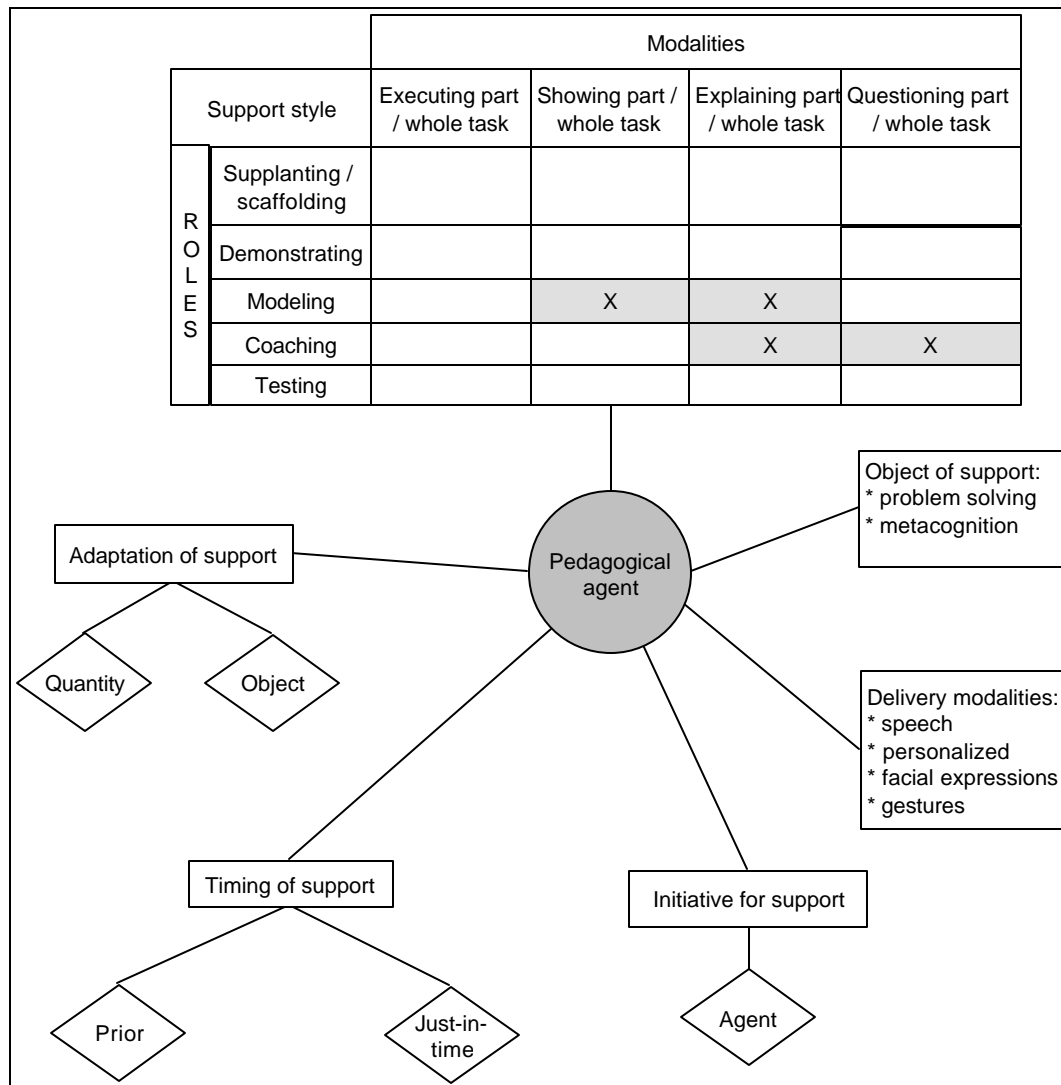 Modalities
Support style
Executing part
/ whole task
Showing part /
whole task
Explaining part
/ whole task
Questioning part
/ whole task
ROLES
Supplanting /
scaffolding
Demonstrating
Modeling
X
X
Coaching
X
X
Testing
Object of support:
* problem solving
* metacognition
Adaptation of support
Pedagogical
agent
Quantity
Object
Delivery modalities:
* speech
* personalized
* facial expressions
* gestures
Timing of support
Initiative for support
Prior
Just-in-
time
Agent